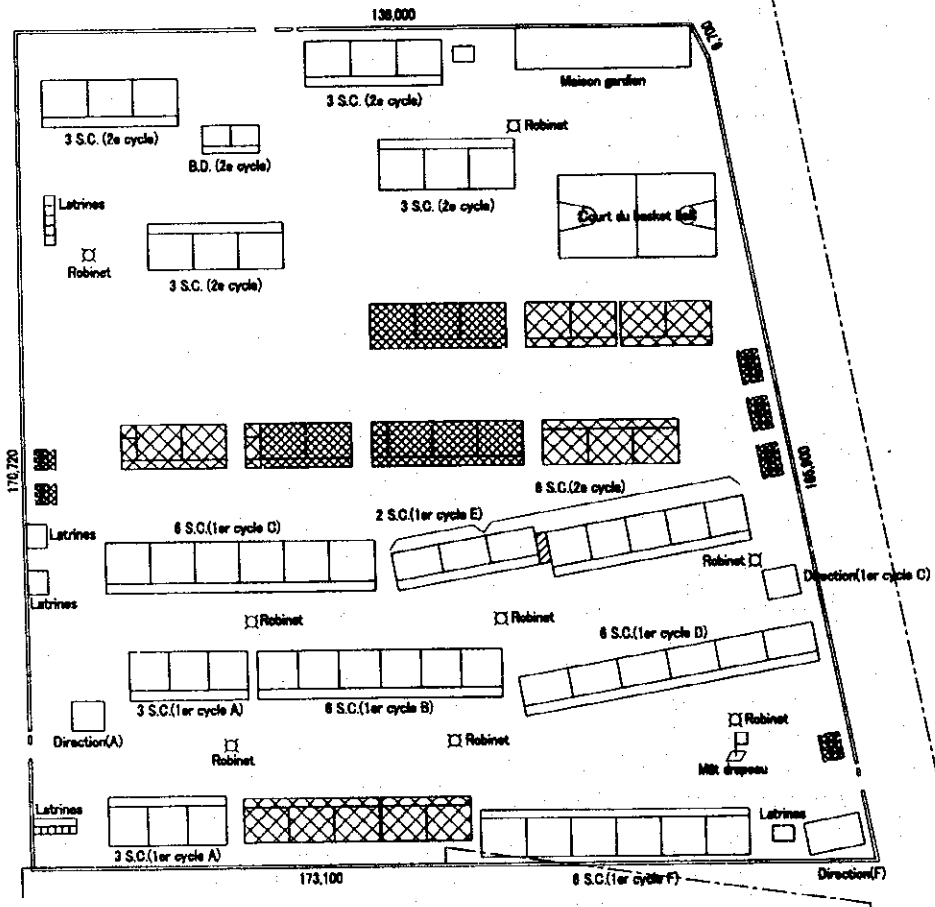 138,000
9,700
3 S.C. (2e cycle)
Maison gardien
3 S.C. (2e cycle)
B.D. (2e cycle)
Robinet
3 S.C. (2e cycle)
Latrines
Court du basket ball
Robinet
3 S.C. (2e cycle)
170,720
165,900
6 S.C.(2e cycle)
2 S.C.(1er cycle E)
6 S.C.(1er cycle C)
Latrines
Robinet
Direction(1er cycle C)
Latrines
Robinet
Robinet
6 S.C.(1er cycle D)
3 S.C.(1er cycle A)
6 S.C.(1er cycle B)
Direction(A)
Robinet
Robinet
Robinet
Mât drapeau
Latrines
Latrines
3 S.C.(1er cycle A)
173,100
6 S.C.(1er cycle F)
Direction(F)